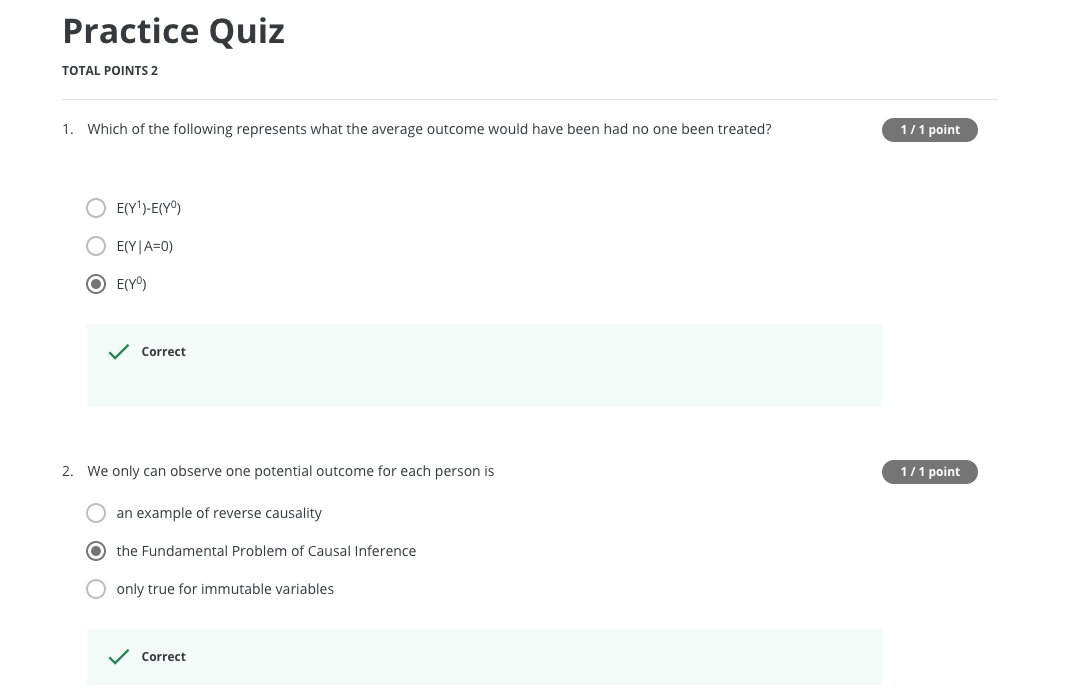 Practice Quiz
TOTAL POINTS 2
1. Which of the following represents what the average outcome would have been had no one been treated?
1 / 1 point
E(Y¹)-E(Y⁰)
E(Y|A=0)
E(Y⁰)
Correct
2. We only can observe one potential outcome for each person is
1 / 1 point
an example of reverse causality
the Fundamental Problem of Causal Inference
only true for immutable variables
Correct